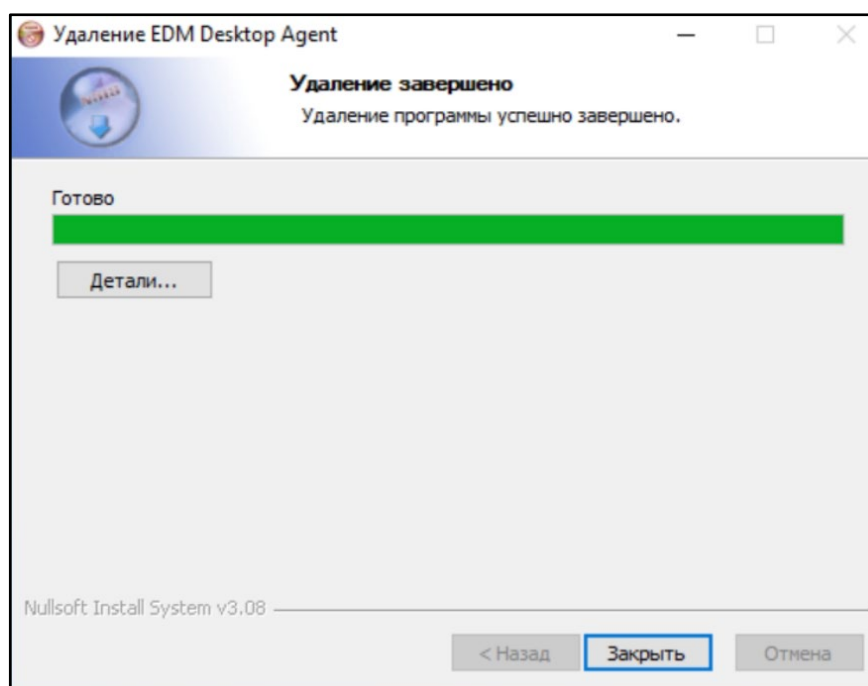 Удаление EDM Desktop Agent
Удаление завершено
Удаление программы успешно завершено.
Готово
Детали...
Nullsoft Install System v3.08
< Назад
Закрыть
Отмена